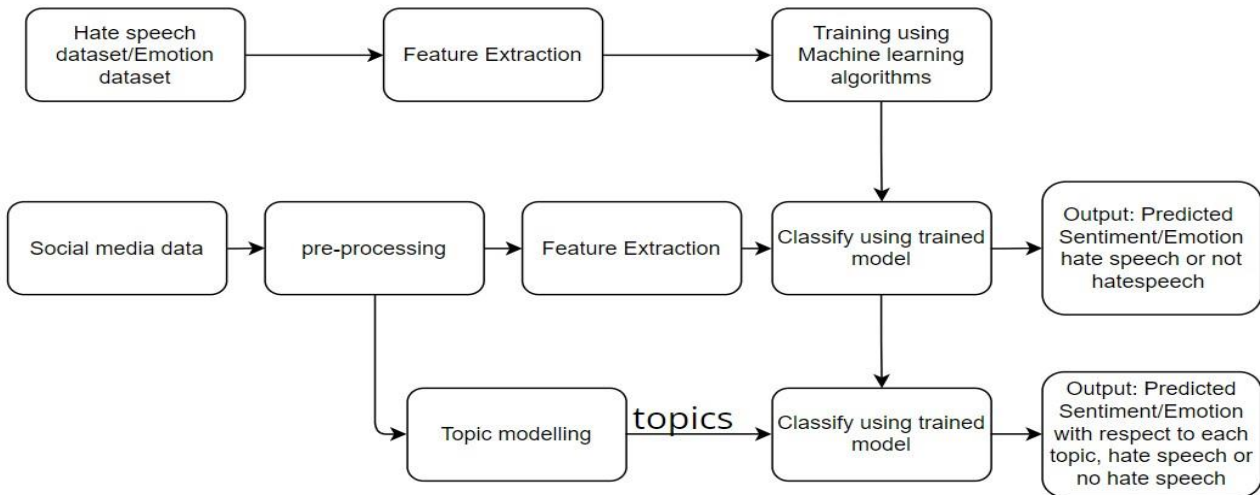 Hate speech
dataset/Emotion
dataset
Feature Extraction
Training using
Machine learning
algorithms
Social media data
pre-processing
Feature Extraction
Classify using trained
model
Output: Predicted
Sentiment/Emotion
hate speech or not
hatespeech
Topic modelling
topics
Classify using trained
model
Output: Predicted
Sentiment/Emotion
with respect to each
topic, hate speech or
no hate speech